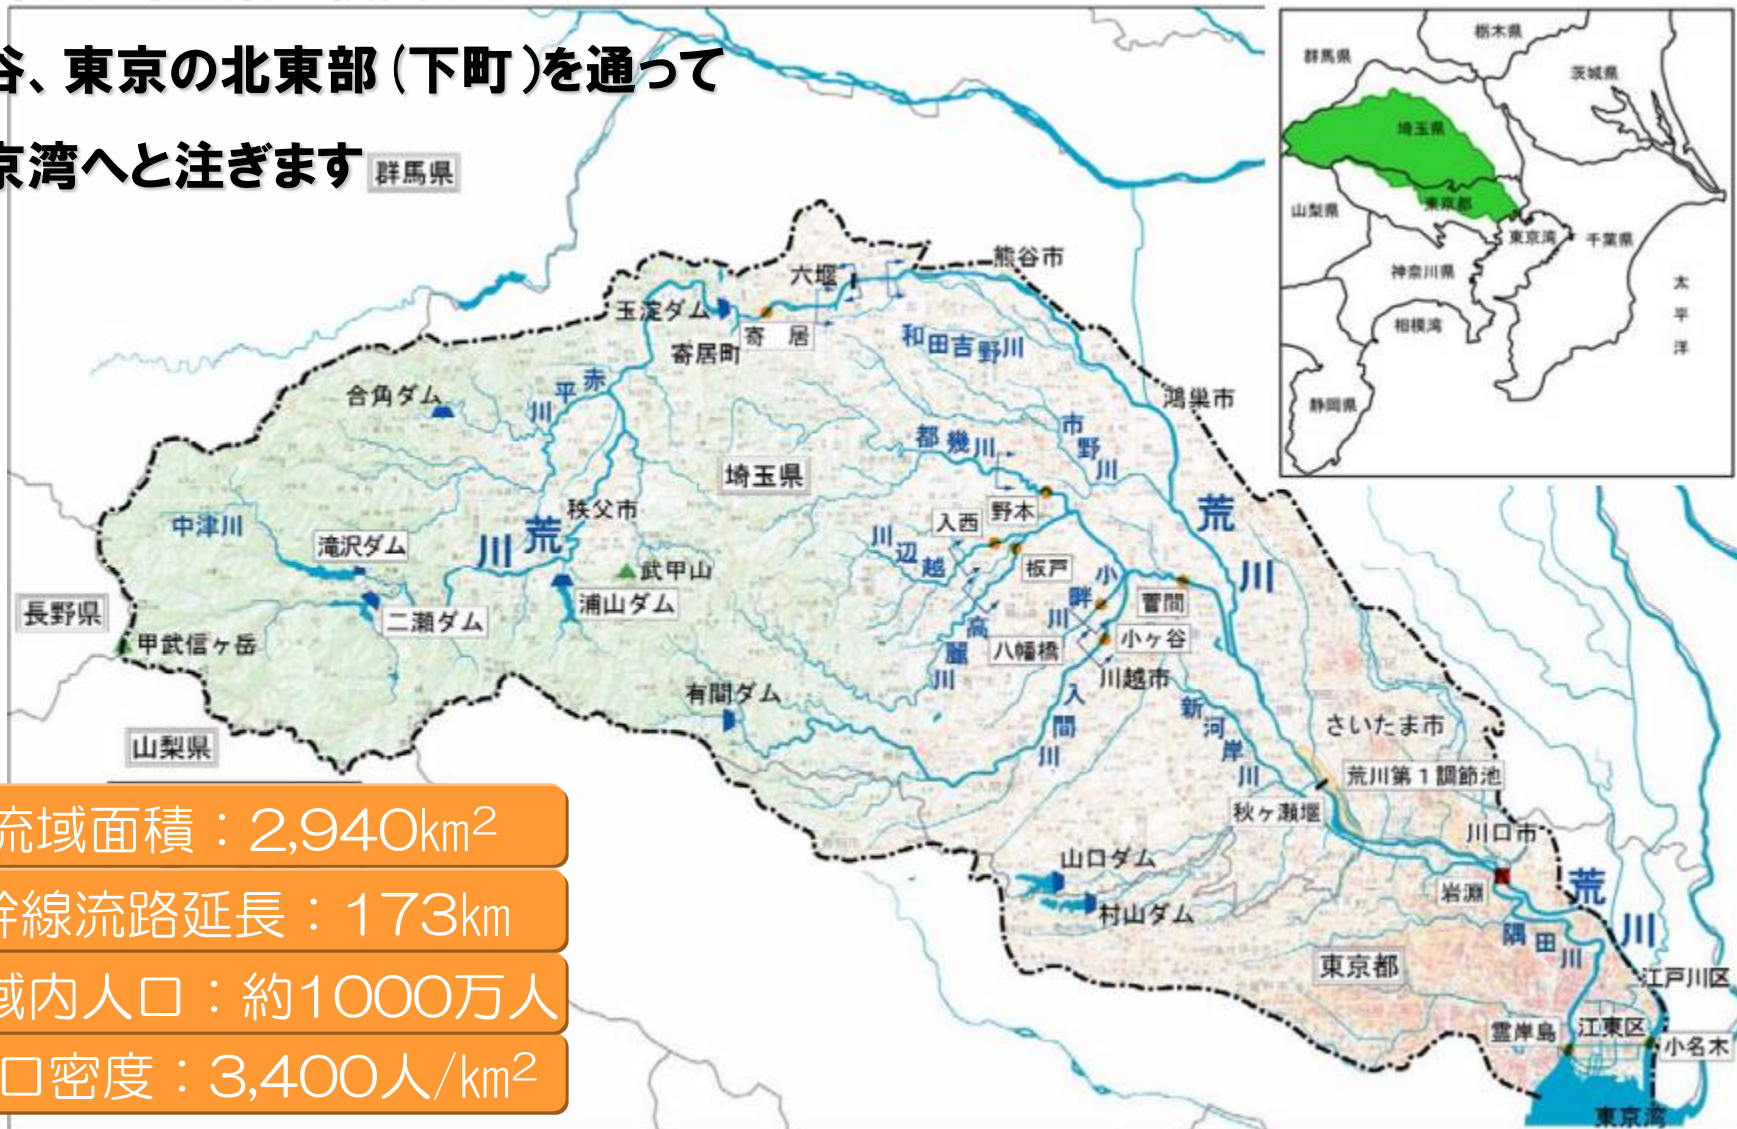 谷、東京の北東部(下町)を通って
京湾へと注ぎます
群馬県
栃木県
群馬県
茨城県
埼玉県
東京都
山梨県
東京湾
千葉県
神奈川県
相模湾
静岡県
太平洋
熊谷市
六堰
玉淀ダム
寄居
寄居町
和田吉野川
合角ダム
赤平川
鴻巣市
市野川
都幾川
埼玉県
秩父市
荒川
荒川
野本
入西
中津川
滝沢ダム
越辺川
板戸
武甲山
浦山ダム
小畔川
菅間
二瀬ダム
長野県
甲武信ヶ岳
高麗川
八幡橋
小ヶ谷
川越市
有間ダム
入間川
新河岸川
さいたま市
山梨県
荒川第1調節池
秋ヶ瀬堰
川口市
流域面積：2,940km²
山口ダム
荒川
岩淵
幹線流路延長：173km
村山ダム
隅田川
東京都
江戸川区
域内人口：約1000万人
霊岸島
江東区
小名木
口密度：3,400人/km²
東京湾